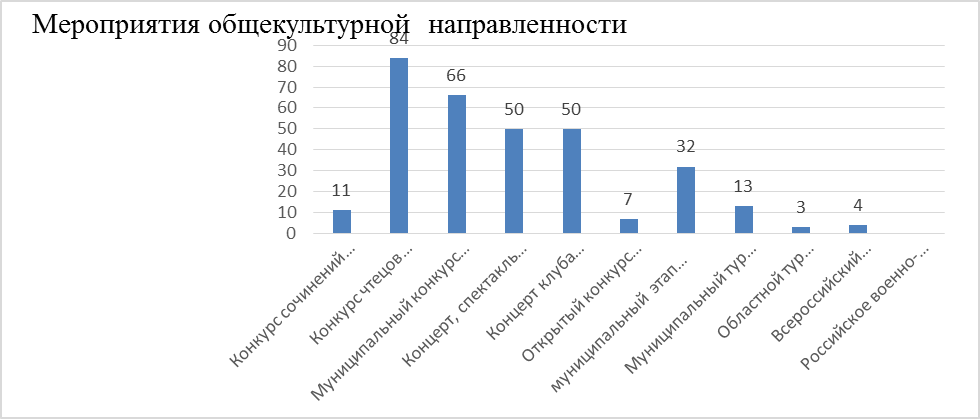 Мероприятия общекультурной направленности
90
80
70
60
50
40
30
20
10
0
11
84
66
50
50
7
32
13
3
4
Конкурс сочинений…
Конкурс чтецов…
Муниципальный конкурс…
Концерт, спектакль…
Концерт клуба…
Открытый конкурс…
муниципальный этап…
Муниципальный тур…
Областной тур…
Всероссийский…
Российское военно-…